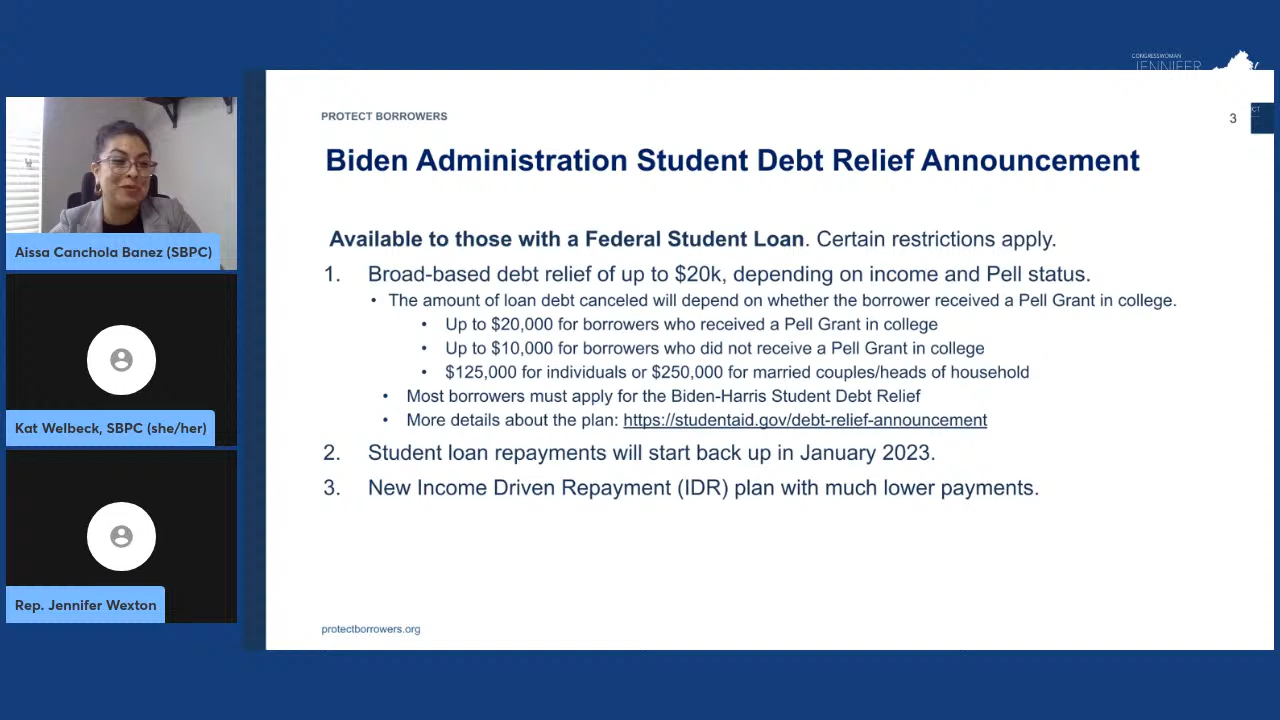 CONGRESSWOMAN
JENNIFER
PROTECT BORROWERS
3
CT
Biden Administration Student Debt Relief Announcement
Available to those with a Federal Student Loan. Certain restrictions apply.
1. Broad-based debt relief of up to $20k, depending on income and Pell status.
• The amount of loan debt canceled will depend on whether the borrower received a Pell Grant in college.
• Up to $20,000 for borrowers who received a Pell Grant in college
• Up to $10,000 for borrowers who did not receive a Pell Grant in college
• $125,000 for individuals or $250,000 for married couples/heads of household
• Most borrowers must apply for the Biden-Harris Student Debt Relief
• More details about the plan: https://studentaid.gov/debt-relief-announcement
2. Student loan repayments will start back up in January 2023.
3. New Income Driven Repayment (IDR) plan with much lower payments.
protectborrowers.org
Aissa Canchola Banez (SBPC)
Kat Welbeck, SBPC (she/her)
Rep. Jennifer Wexton